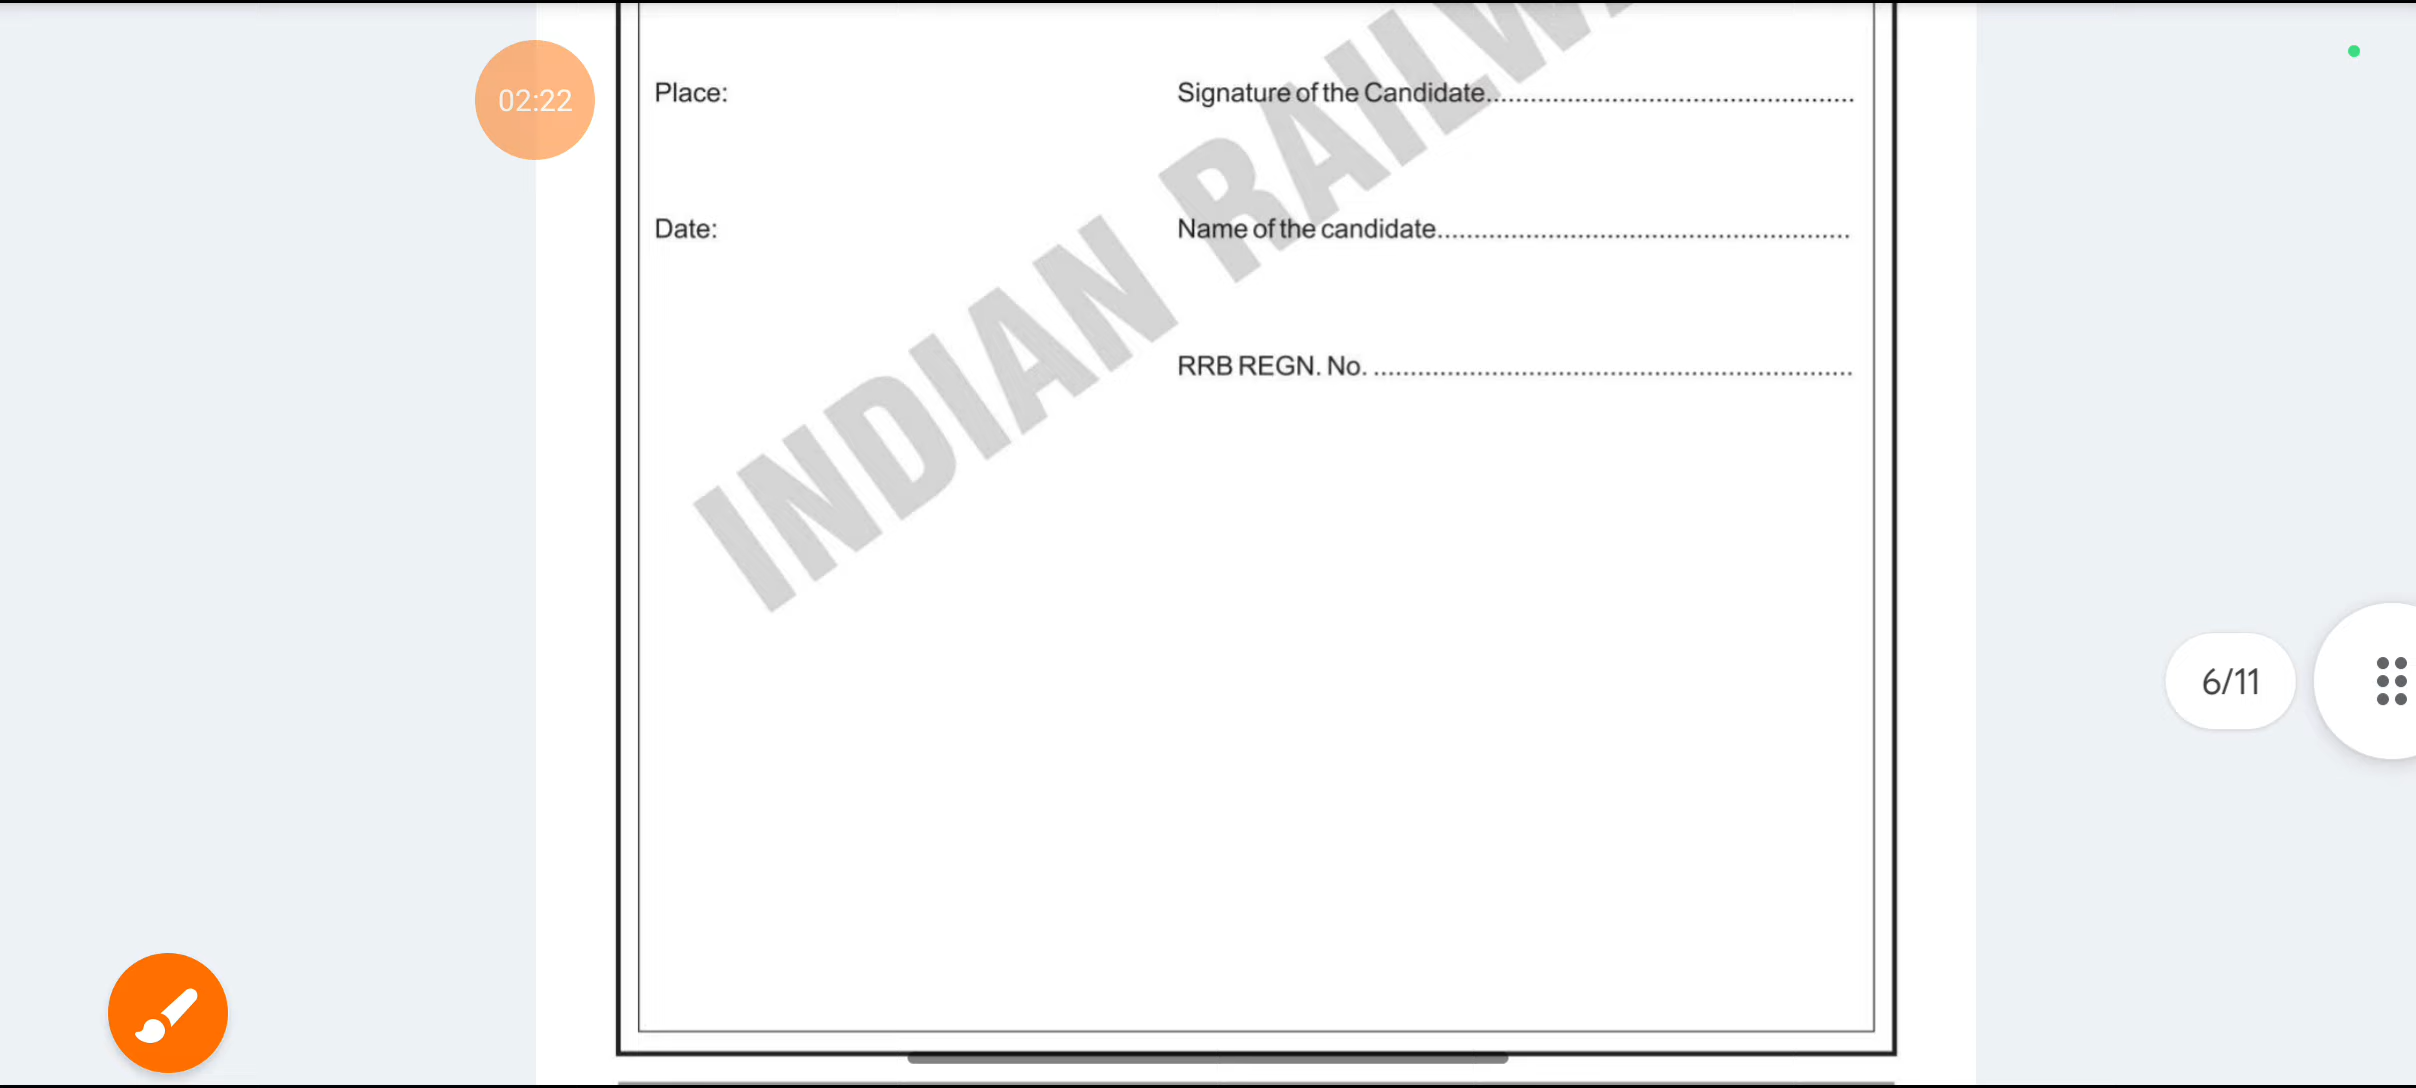 02:22
Place:
Signature of the Candidate................................................
Date:
Name of the candidate........................................................
RRB REGN. No. .................................................................
INDIAN RAILW
6/11